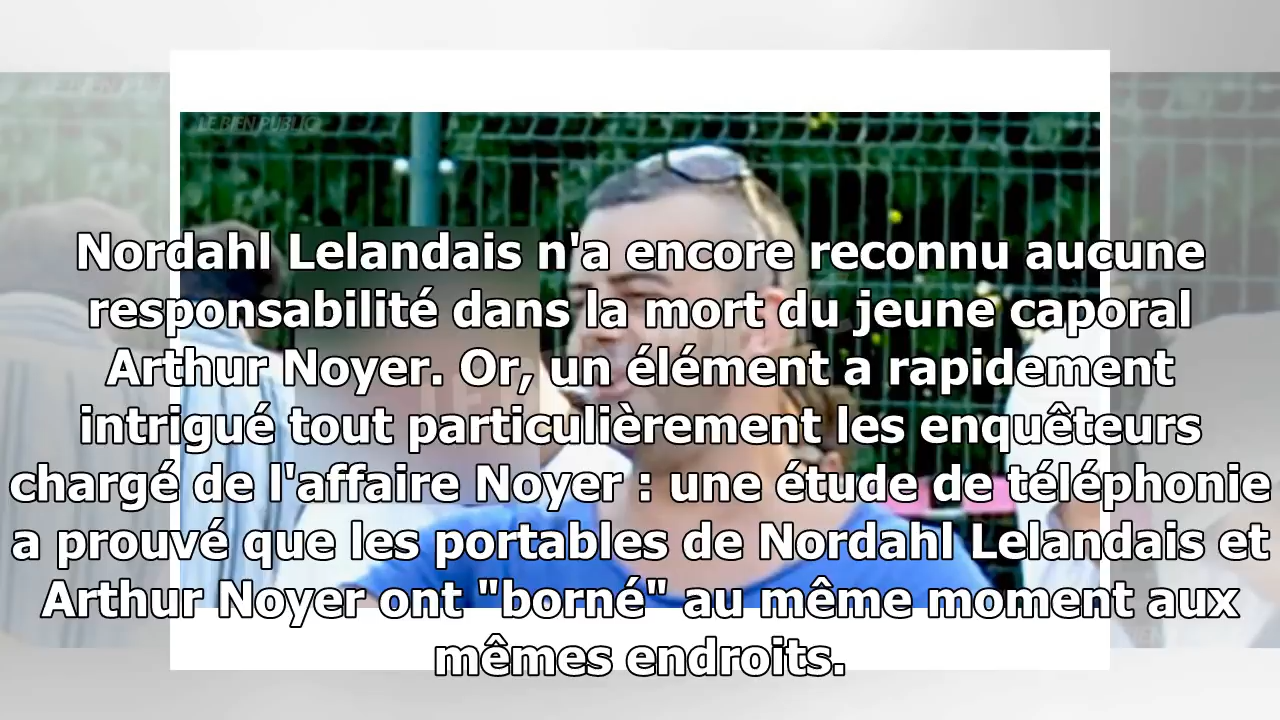 LE BIEN PUBLIC
Nordahl Lelandais n'a encore reconnu aucune
responsabilité dans la mort du jeune caporal
Arthur Noyer. Or, un élément a rapidement
intrigué tout particulièrement les enquêteurs
chargé de l'affaire Noyer : une étude de téléphonie
a prouvé que les portables de Nordahl Lelandais et
Arthur Noyer ont "borné" au même moment aux
mêmes endroits.